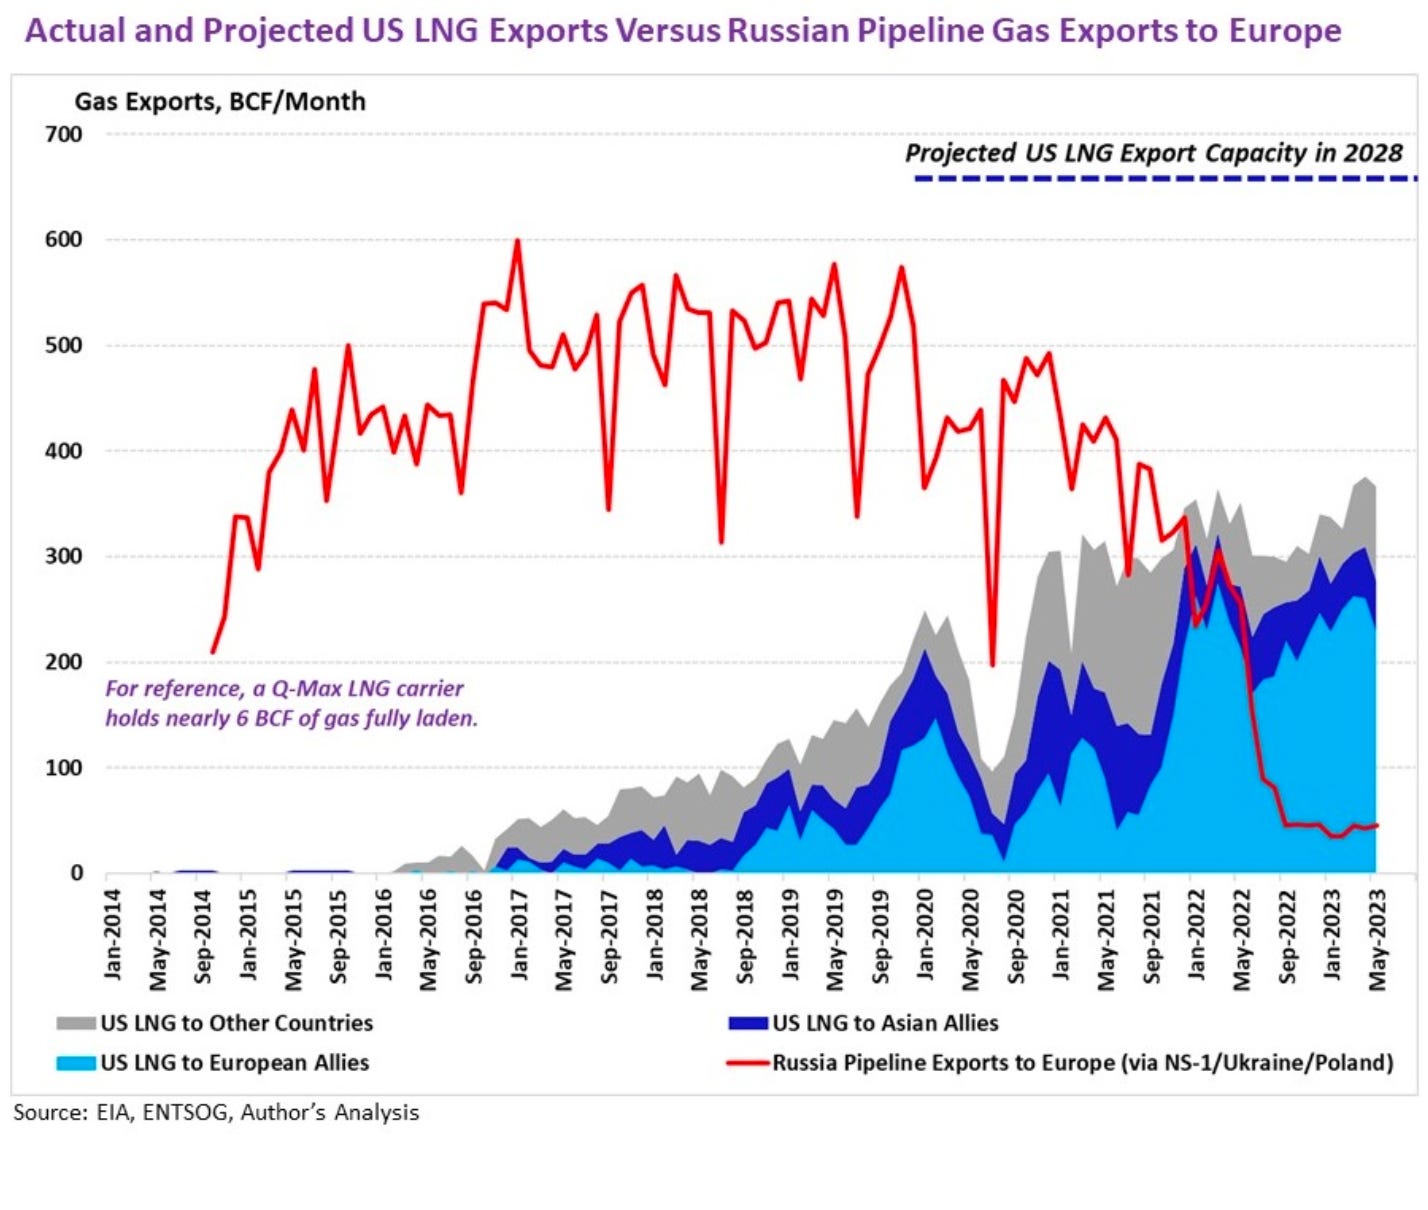 Actual and Projected US LNG Exports Versus Russian Pipeline Gas Exports to Europe
Gas Exports, BCF/Month
700
600
500
400
300
200
100
0
Projected US LNG Export Capacity in 2028
For reference, a Q-Max LNG carrier
holds nearly 6 BCF of gas fully laden.
Jan-2014
May-2014
Sep-2014
Jan-2015
May-2015
Sep-2015
Jan-2016
May-2016
Sep-2016
Jan-2017
May-2017
Sep-2017
Jan-2018
May-2018
Sep-2018
Jan-2019
May-2019
Sep-2019
Jan-2020
May-2020
Sep-2020
Jan-2021
May-2021
Sep-2021
Jan-2022
May-2022
Sep-2022
Jan-2023
May-2023
US LNG to Other Countries
US LNG to Asian Allies
US LNG to European Allies
Russia Pipeline Exports to Europe (via NS-1/Ukraine/Poland)
Source: EIA, ENTSOG, Author's Analysis